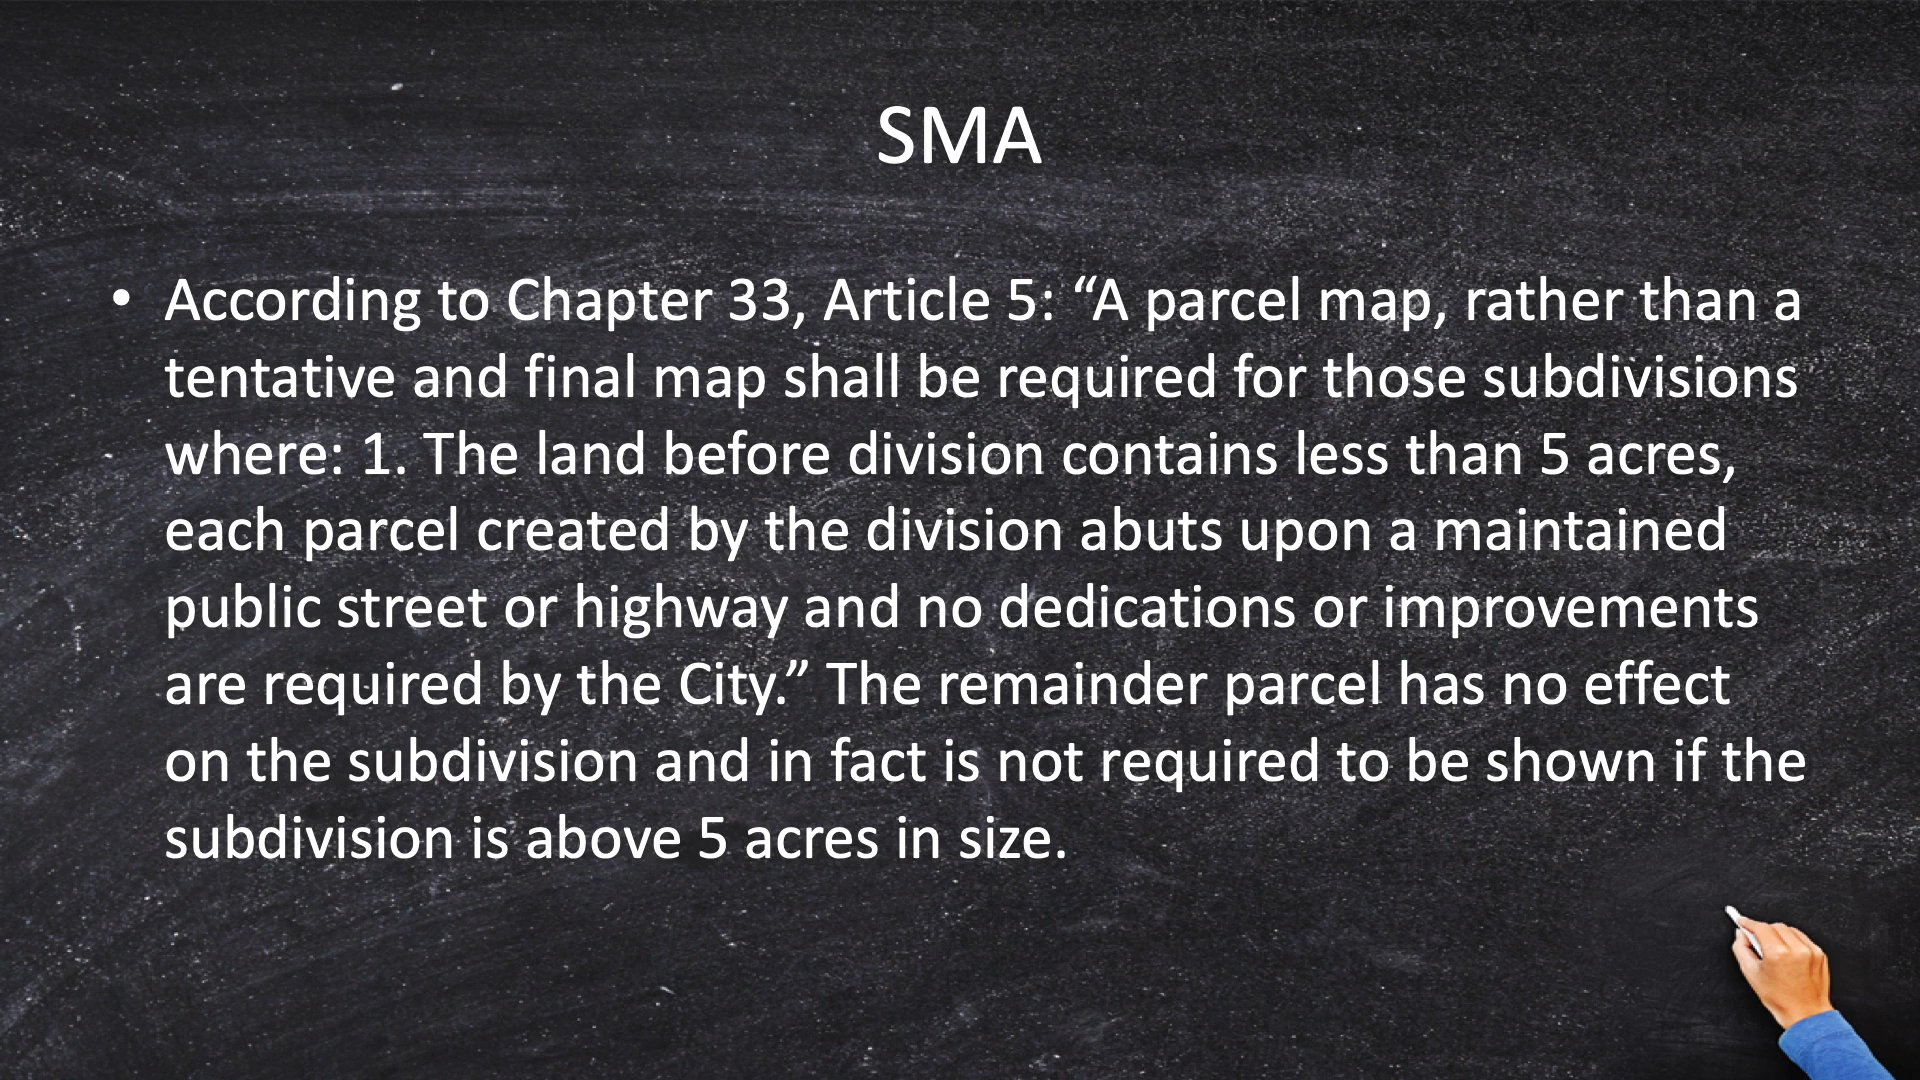 SMA
• According to Chapter 33, Article 5: “A parcel map, rather than a
tentative and final map shall be required for those subdivisions
where: 1. The land before division contains less than 5 acres,
each parcel created by the division abuts upon a maintained
public street or highway and no dedications or improvements
are required by the City.” The remainder parcel has no effect
on the subdivision and in fact is not required to be shown if the
subdivision is above 5 acres in size.